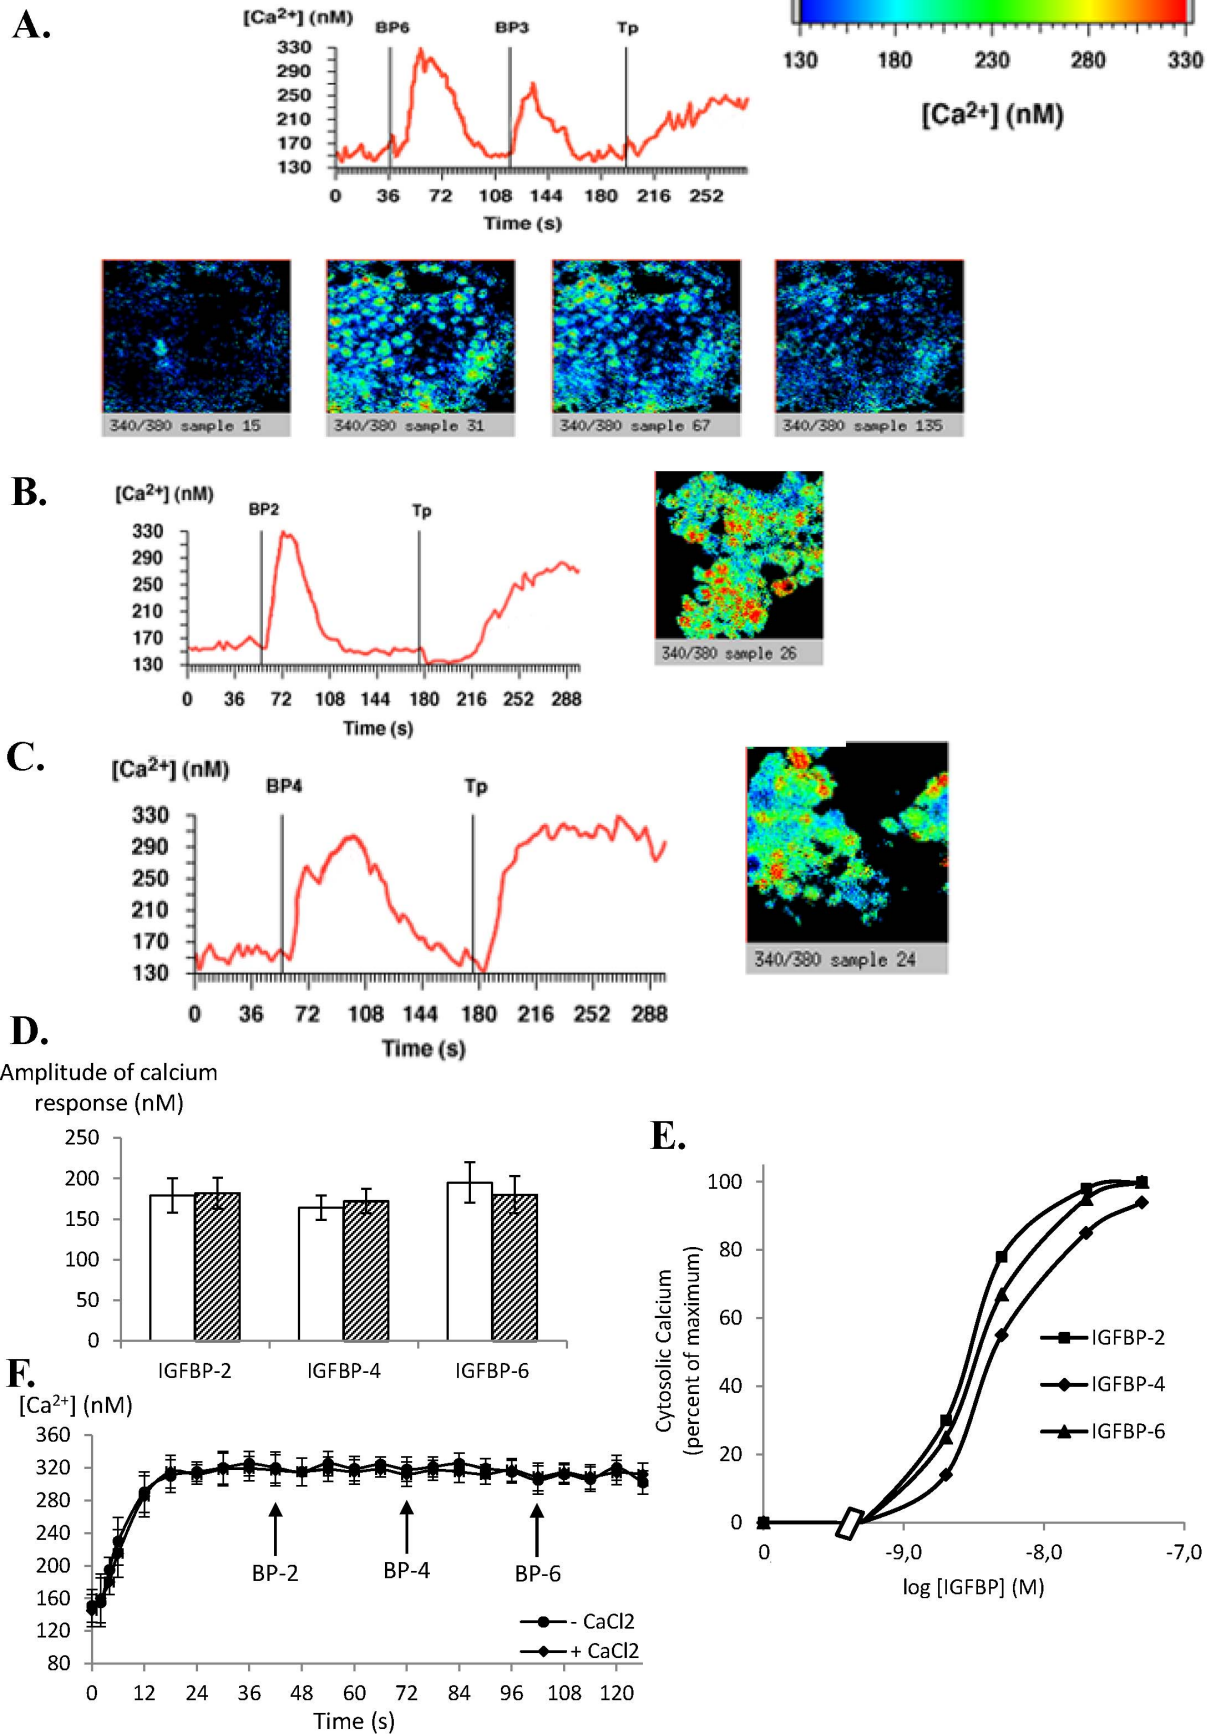 A.
[Ca2+] (nM)
BP6 BP3 Tp
330
290
250
210
170
130
0 36 72 108 144 180 216 252
Time (s)
130 180 230 280 330
[Ca2+] (nM)
340/380 sample 15
340/380 sample 31
340/380 sample 67
340/380 sample 135
B.
[Ca2+] (nM)
BP2 Tp
330
290
250
210
170
130
0 36 72 108 144 180 216 252 288
Time (s)
340/380 sample 26
C.
[Ca2+] (nM)
BP4 Tp
330
290
250
210
170
130
0 36 72 108 144 180 216 252 288
Time (s)
340/380 sample 24
D.
Amplitude of calcium
response (nM)
250
200
150
100
50
0
IGFBP-2 IGFBP-4 IGFBP-6
E.
Cytosolic Calcium
(percent of maximum)
100
80
60
40
20
0
IGFBP-2
IGFBP-4
IGFBP-6
0 -9,0 -8,0 -7,0
log [IGFBP] (M)
F.
[Ca2+] (nM)
360
320
280
240
200
160
120
80
BP-2 BP-4 BP-6
- CaCl2
+ CaCl2
0 12 24 36 48 60 72 84 96 108 120
Time (s)